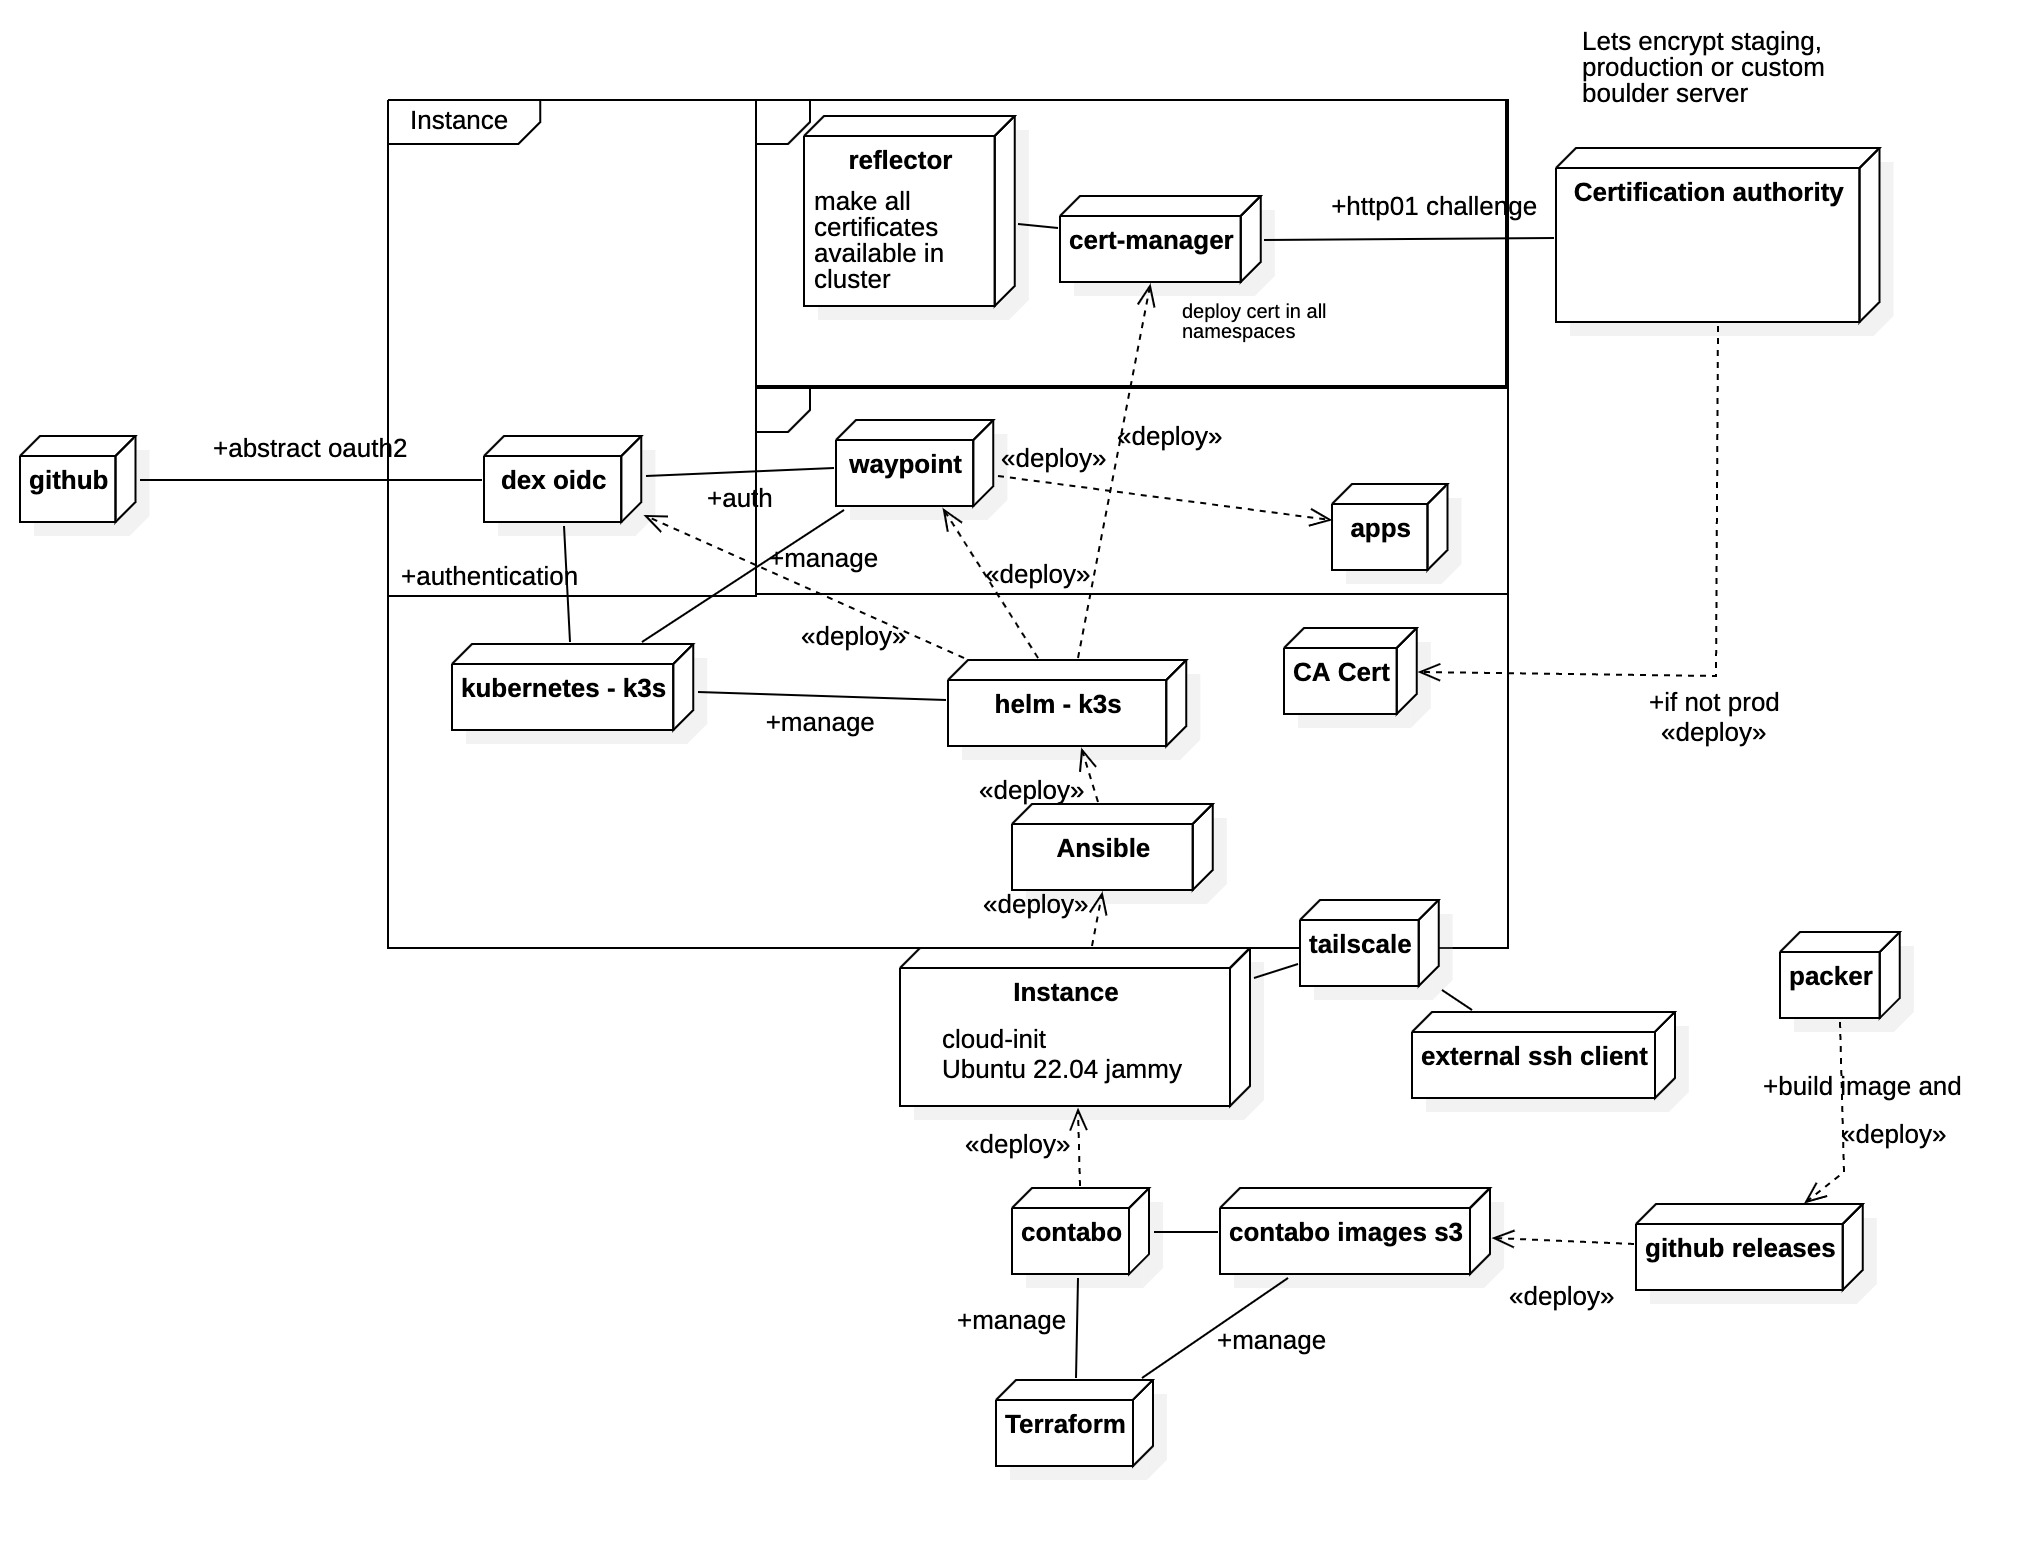 Lets encrypt staging,
production or custom
boulder server
Instance
reflector
make all
certificates
available in
cluster
cert-manager
+http01 challenge
Certification authority
deploy cert in all
namespaces
github
+abstract oauth2
dex oidc
+auth
waypoint
«deploy»
«deploy»
apps
+manage
«deploy»
+authentication
«deploy»
kubernetes - k3s
+manage
helm - k3s
CA Cert
+if not prod
«deploy»
«deploy»
Ansible
«deploy»
tailscale
Instance
cloud-init
Ubuntu 22.04 jammy
external ssh client
packer
+build image and
«deploy»
«deploy»
contabo
contabo images s3
github releases
«deploy»
+manage
+manage
Terraform